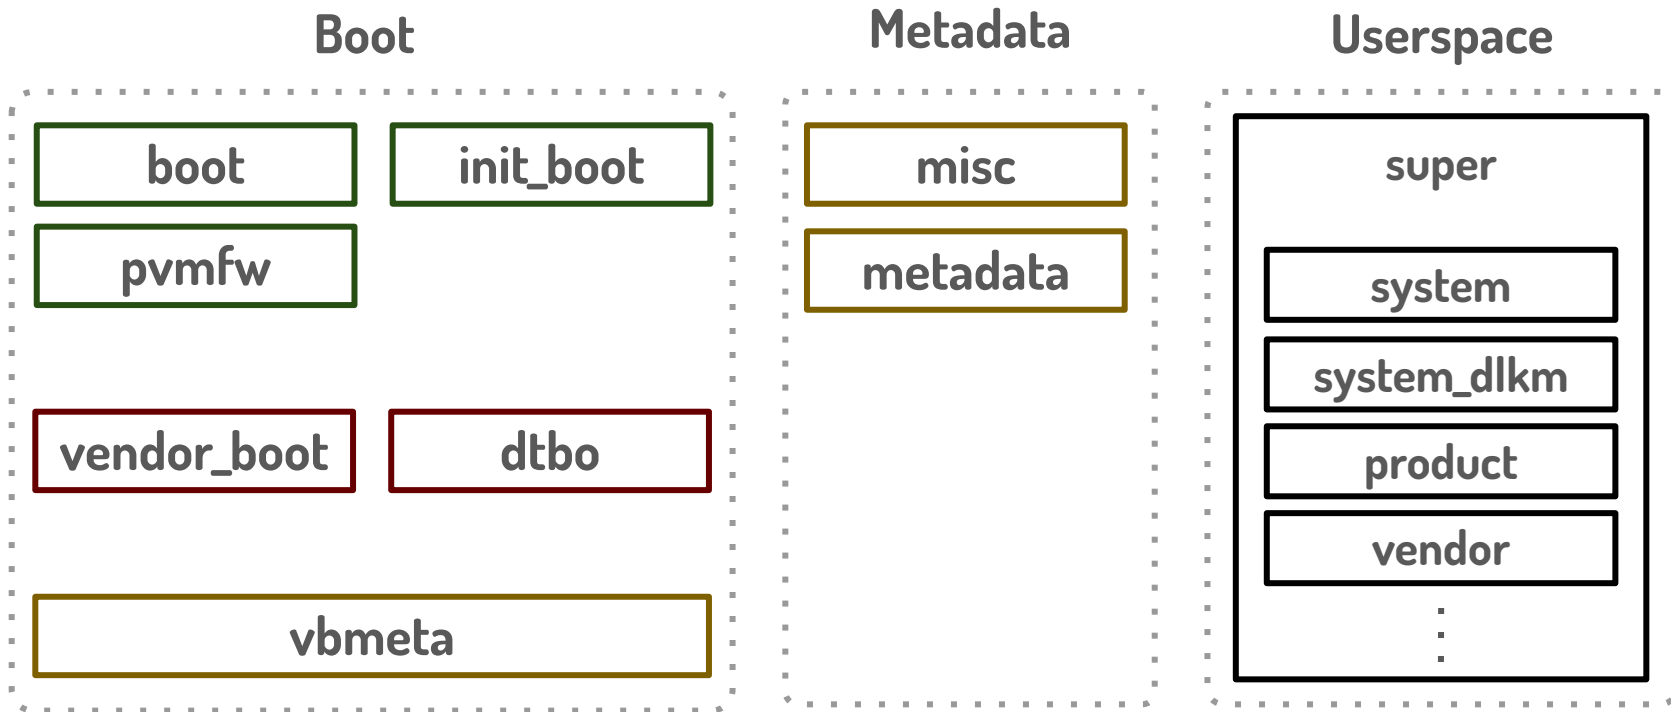 Boot
boot
init_boot
pvmfw
vendor_boot
dtbo
vbmeta
Metadata
misc
metadata
Userspace
super
system
system_dlkm
product
vendor